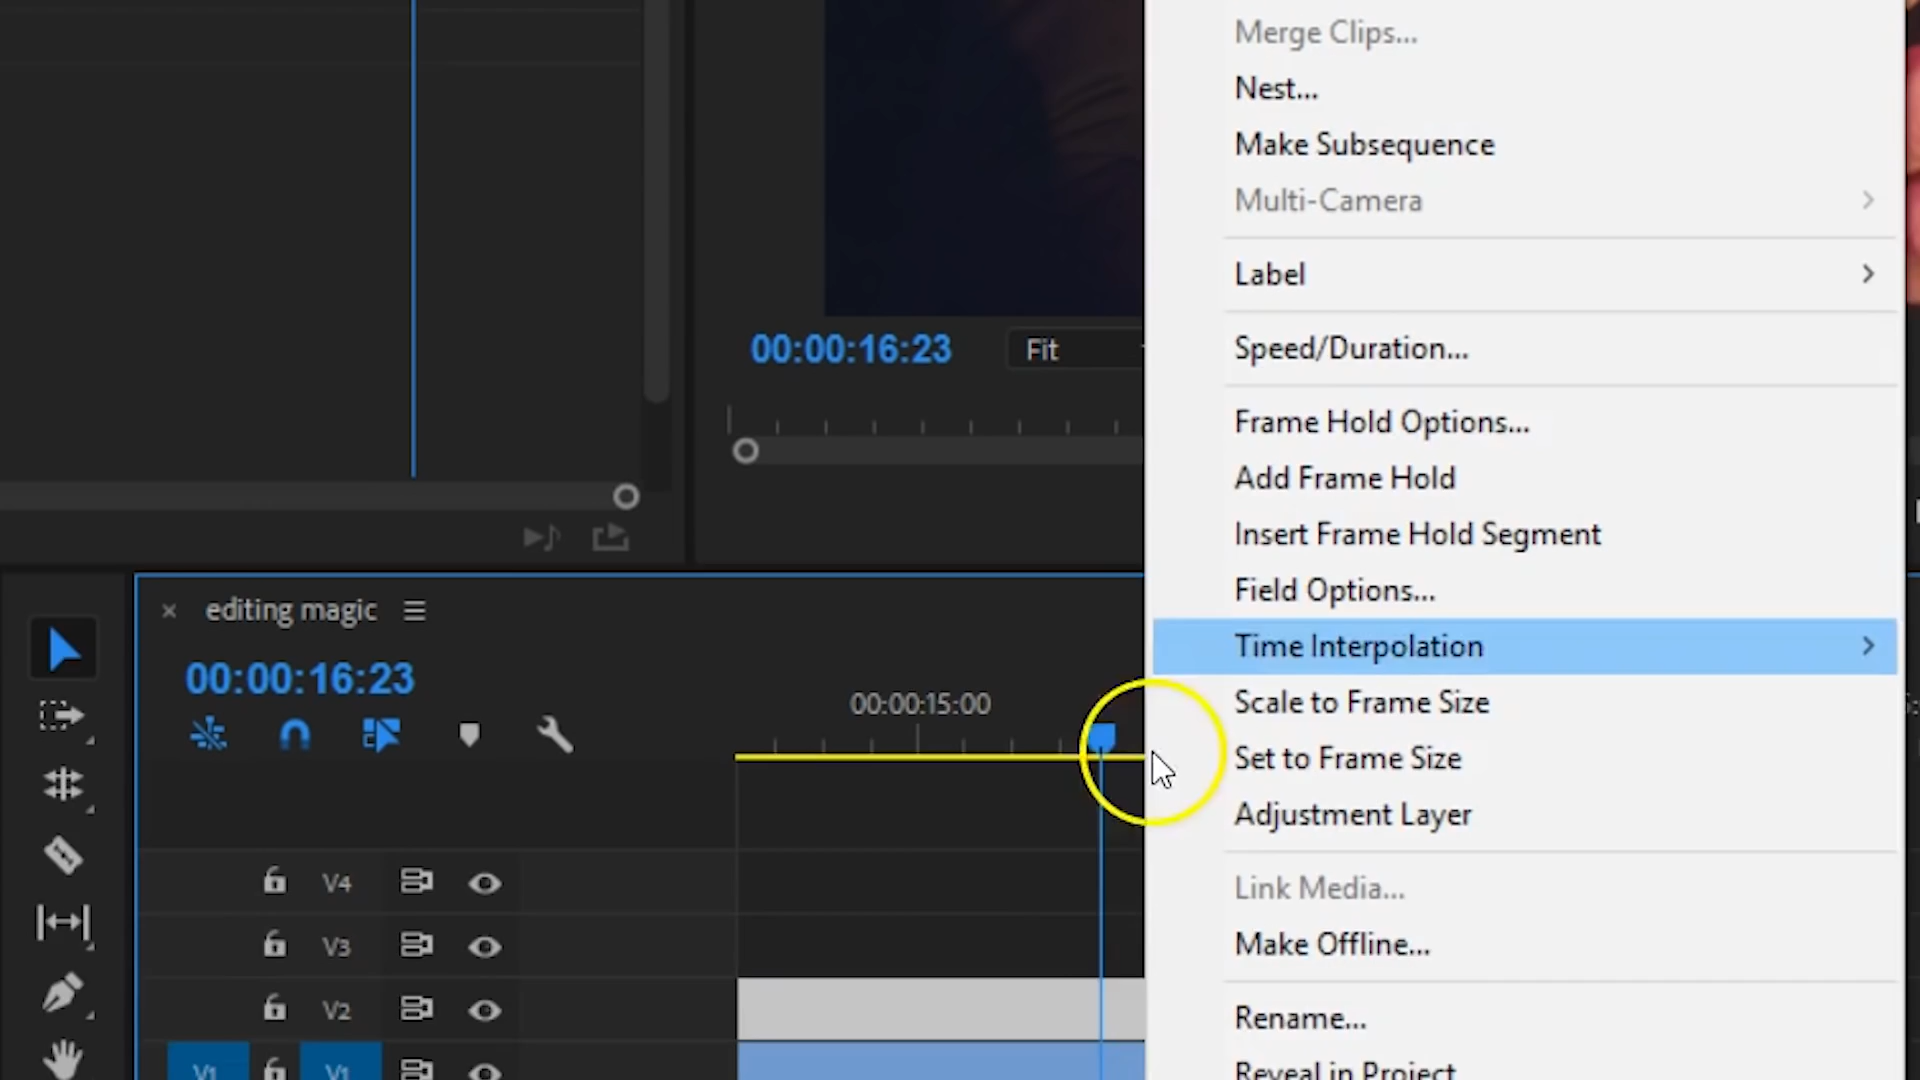 Merge Clips...
Nest...
Make Subsequence
Multi-Camera
Label
00:00:16:23
Fit
Speed/Duration...
Frame Hold Options...
Add Frame Hold
Insert Frame Hold Segment
Field Options...
Time Interpolation
Scale to Frame Size
Set to Frame Size
Adjustment Layer
Link Media...
Make Offline...
Rename...
Reveal in Project
editing magic
00:00:16:23
00:00:15:00
V4
V3
V2
V1 V1